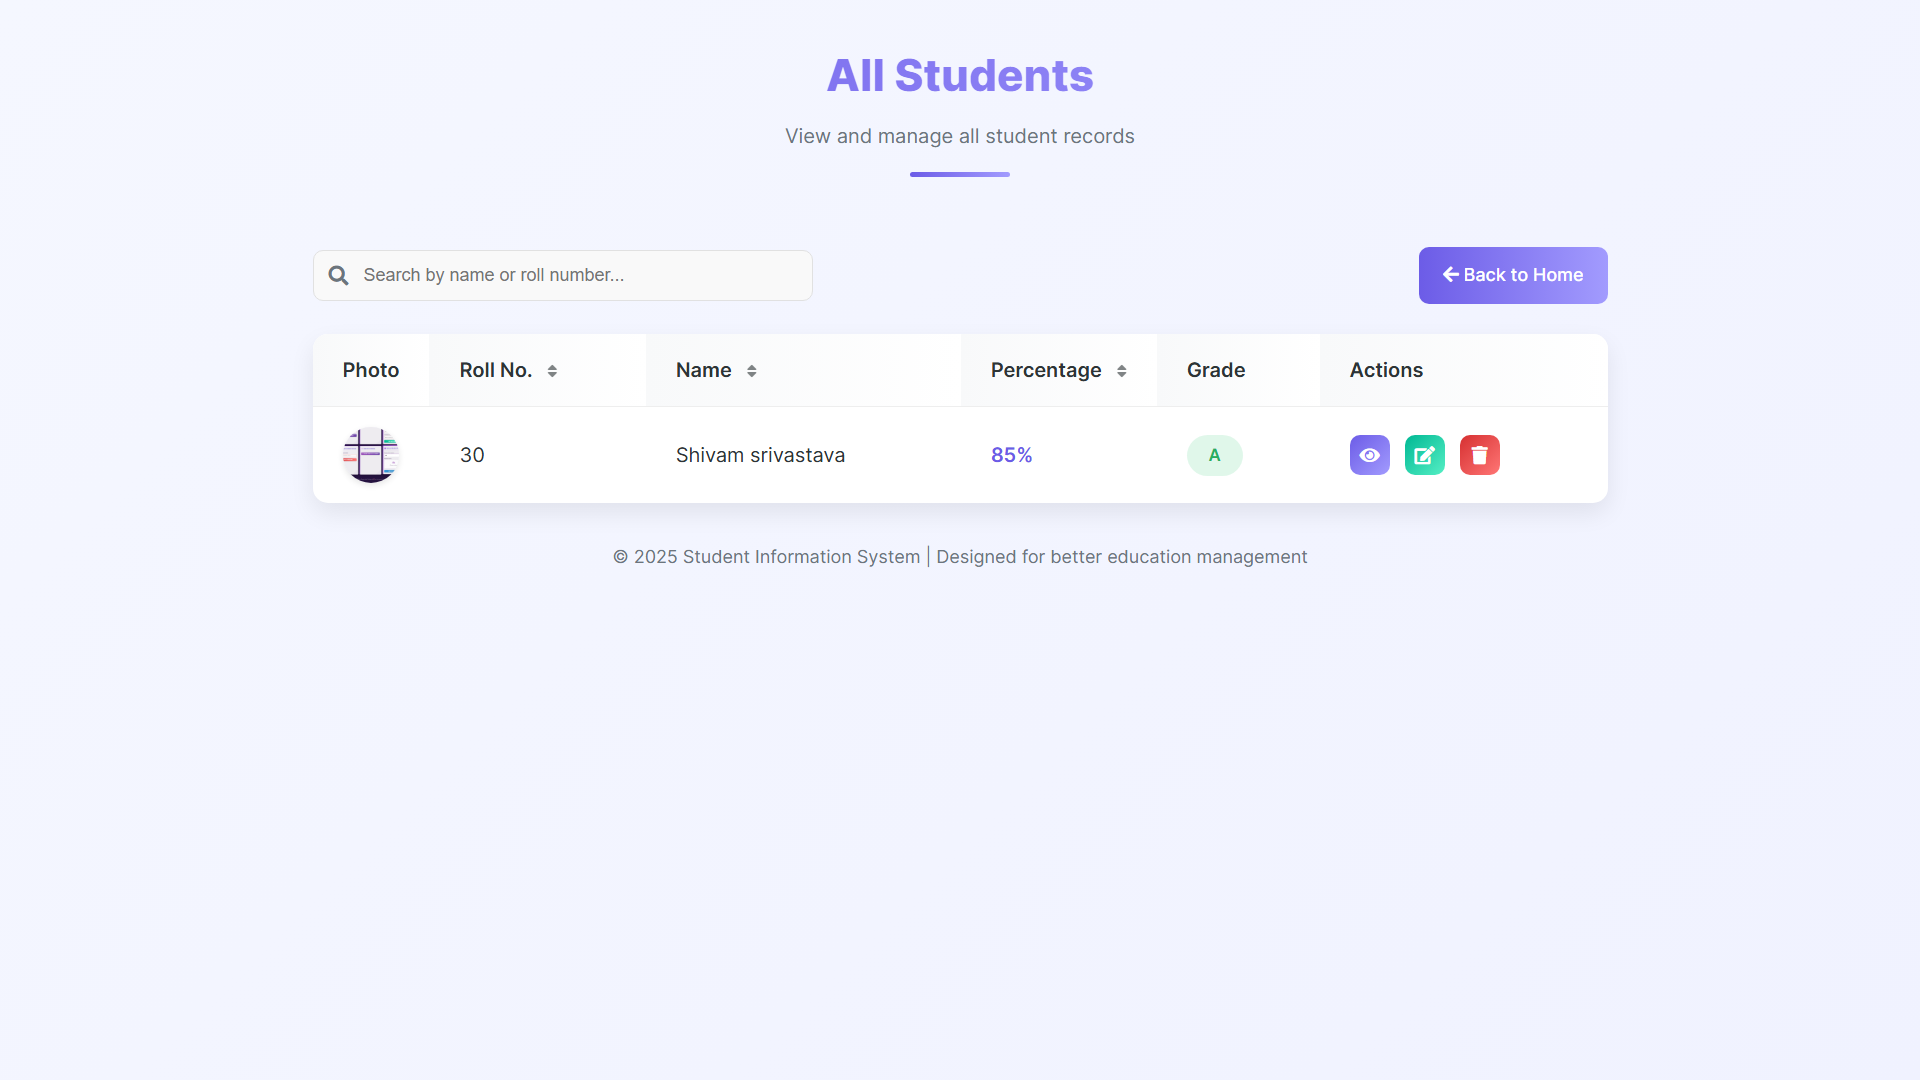 All Students
View and manage all student records
Search by name or roll number...
Back to Home
Photo Roll No. Name Percentage Grade Actions
30 Shivam srivastava 85% A
© 2025 Student Information System | Designed for better education management